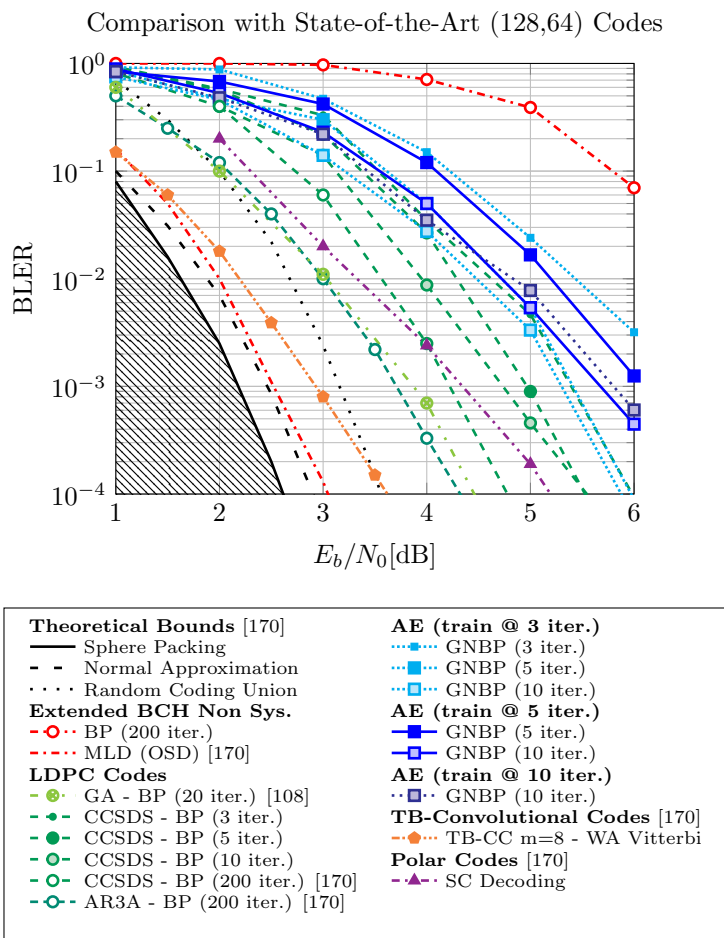 Comparison with State-of-the-Art (128,64) Codes
10^0
10^−1
10^−2
10^−3
10^−4
BLER
1 2 3 4 5 6
E_b/N_0[dB]
Theoretical Bounds [170]
Sphere Packing
Normal Approximation
Random Coding Union
Extended BCH Non Sys.
BP (200 iter.)
MLD (OSD) [170]
LDPC Codes
GA - BP (20 iter.) [108]
CCSDS - BP (3 iter.)
CCSDS - BP (5 iter.)
CCSDS - BP (10 iter.)
CCSDS - BP (200 iter.) [170]
AR3A - BP (200 iter.) [170]
AE (train @ 3 iter.)
GNBP (3 iter.)
GNBP (5 iter.)
GNBP (10 iter.)
AE (train @ 5 iter.)
GNBP (5 iter.)
GNBP (10 iter.)
AE (train @ 10 iter.)
GNBP (10 iter.)
TB-Convolutional Codes [170]
TB-CC m=8 - WA Vitterbi
Polar Codes [170]
SC Decoding